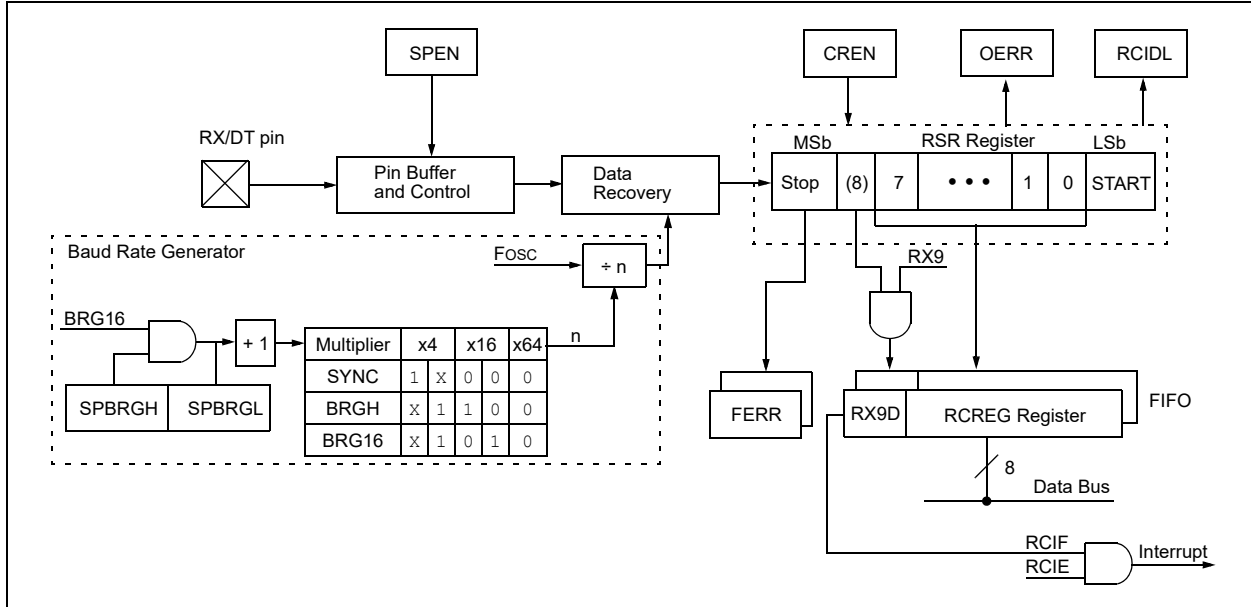 SPEN
CREN
OERR
RCIDL
RX/DT pin
MSb
RSR Register
LSb
Pin Buffer
and Control
Data
Recovery
Stop (8) 7 • • • 1 0 START
Baud Rate Generator
FOSC
÷ n
RX9
BRG16
+ 1
n
Multiplier x4 x16 x64
SYNC 1 X 0 0 0
BRGH X 1 1 0 0
BRG16 X 1 0 1 0
SPBRGH SPBRGL
FERR
RX9D
RCREG Register
FIFO
8
Data Bus
RCIF
RCIE
Interrupt